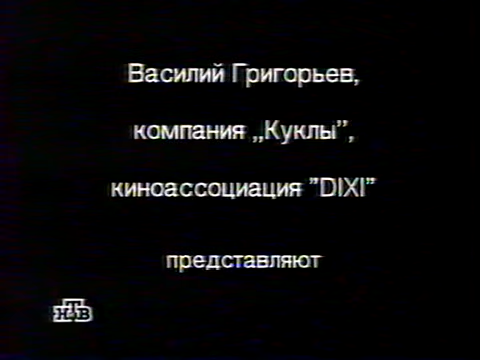 Василий Григорьев,
компания „Куклы”,
киноассоциация ”DIXI”
представляют
нтв